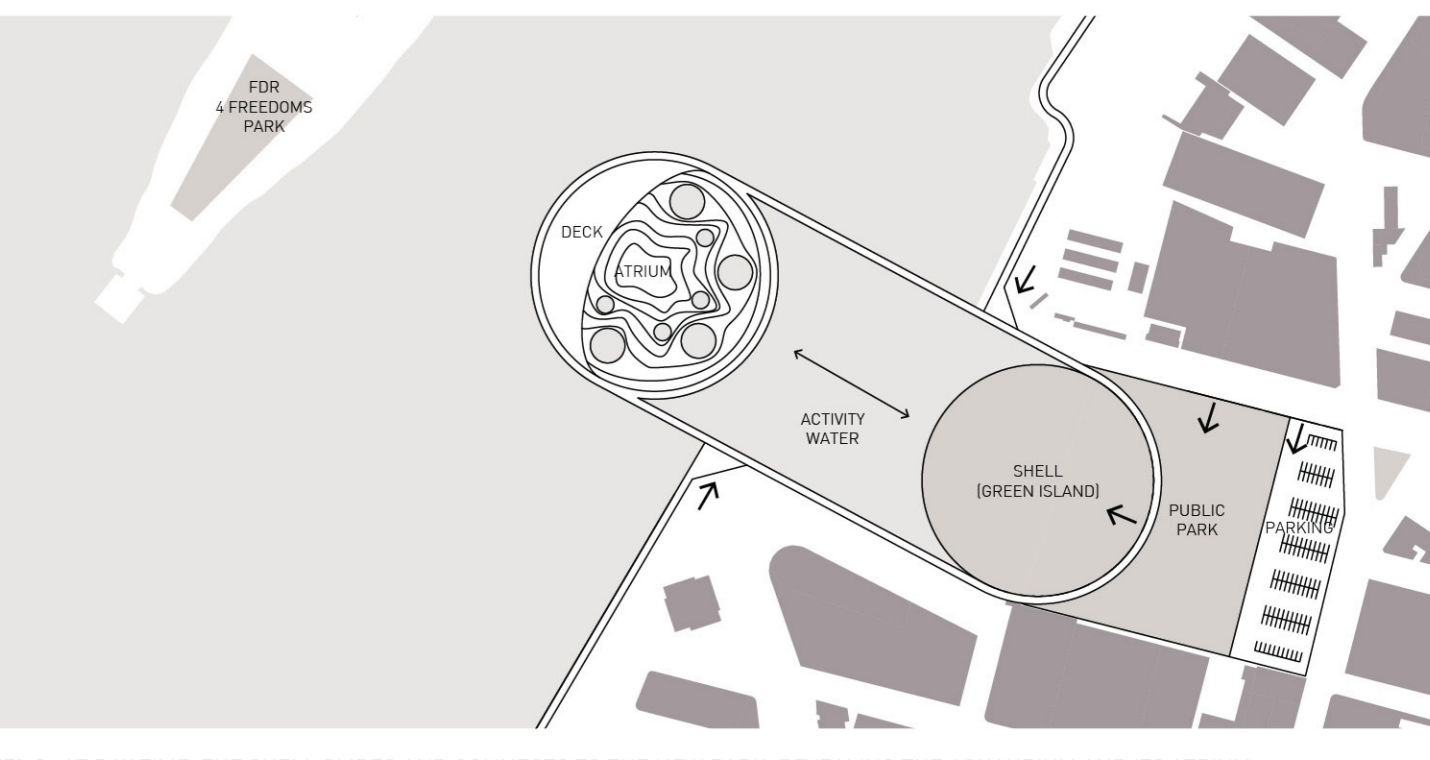 FDR
4 FREEDOMS
PARK
DECK
ATRIUM
ACTIVITY
WATER
SHELL
(GREEN ISLAND)
PUBLIC
PARK
PARKING